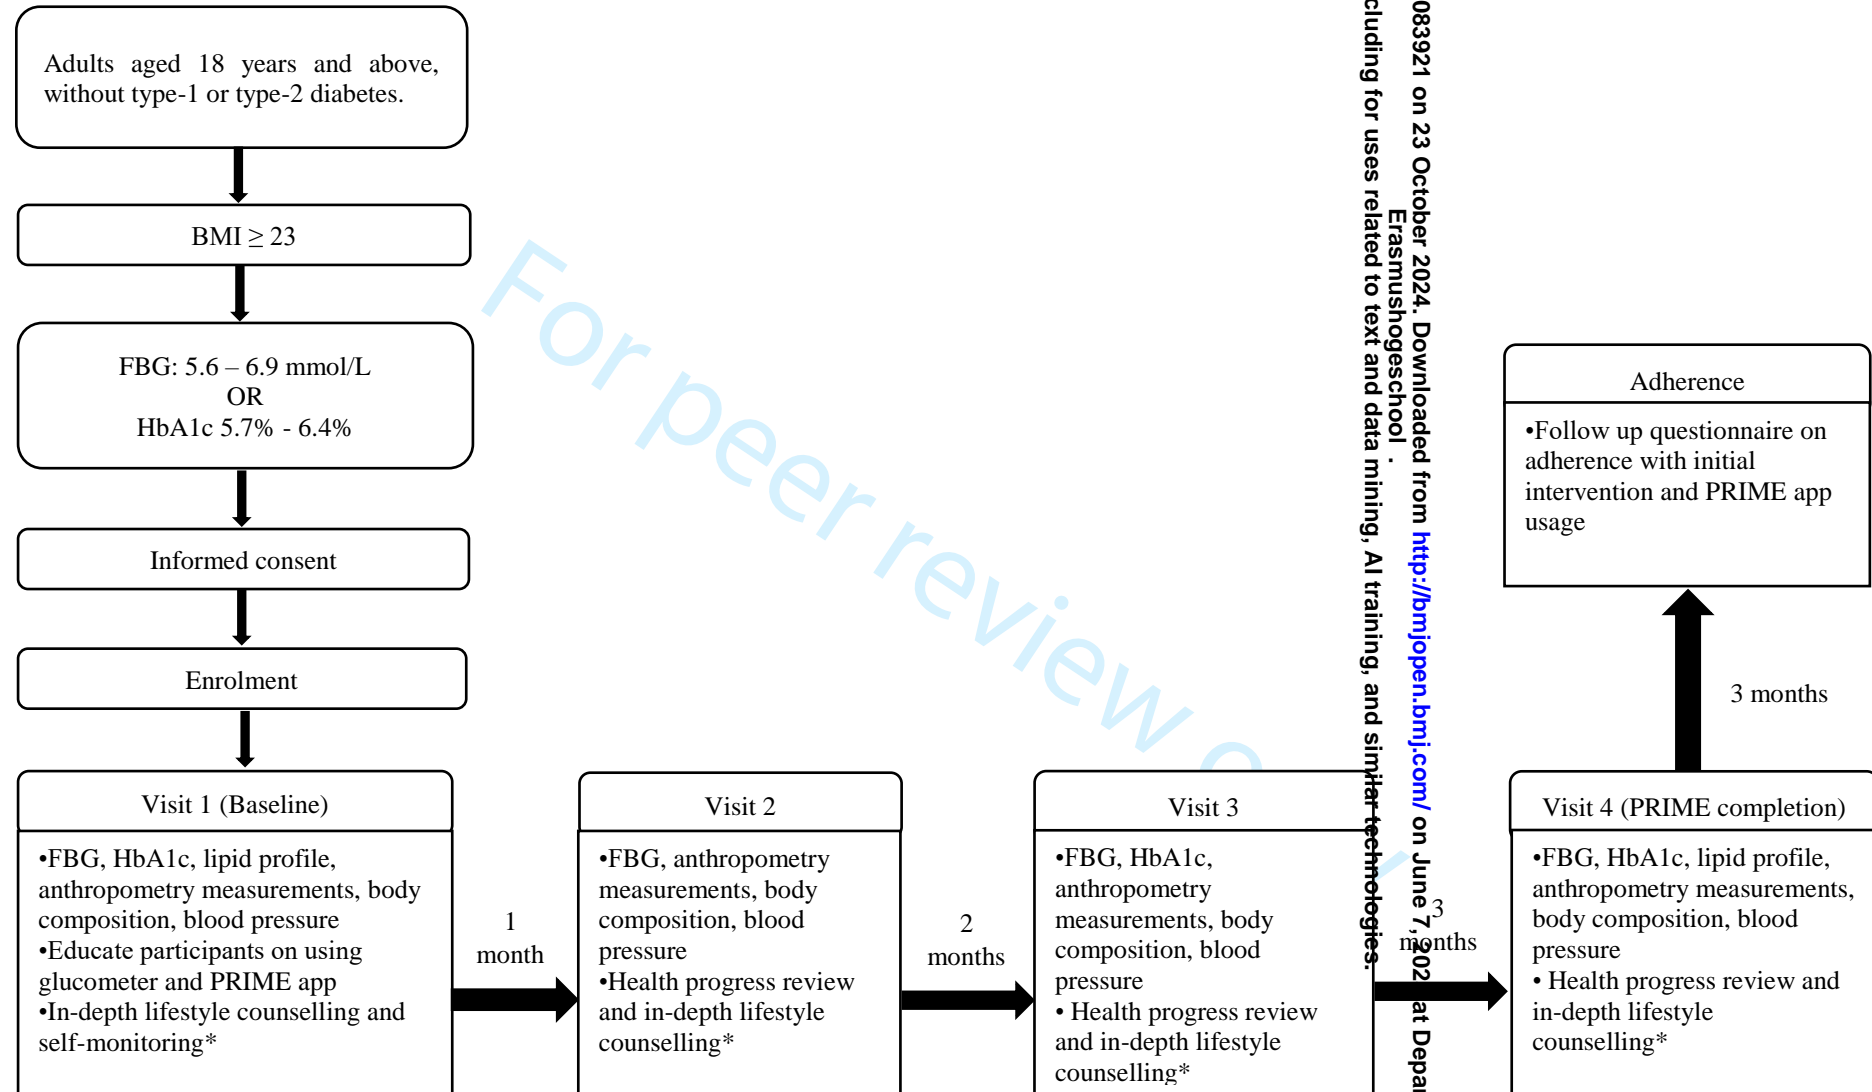 Adults aged 18 years and above,
without type-1 or type-2 diabetes.
BMI ≥ 23
FBG: 5.6 – 6.9 mmol/L
OR
HbA1c 5.7% - 6.4%
Informed consent
Enrolment
Visit 1 (Baseline)
•FBG, HbA1c, lipid profile,
anthropometry measurements, body
composition, blood pressure
•Educate participants on using
glucometer and PRIME app
•In-depth lifestyle counselling and
self-monitoring*
1
month
Visit 2
•FBG, anthropometry
measurements, body
composition, blood
pressure
•Health progress review
and in-depth lifestyle
counselling*
2
months
Visit 3
•FBG, HbA1c,
anthropometry
measurements, body
composition, blood
pressure
• Health progress review
and in-depth lifestyle
counselling*
3
months
Visit 4 (PRIME completion)
•FBG, HbA1c, lipid profile,
anthropometry measurements,
body composition, blood
pressure
• Health progress review and
in-depth lifestyle
counselling*
3 months
Adherence
•Follow up questionnaire on
adherence with initial
intervention and PRIME app
usage
For peer review
083921 on 23 October 2024. Downloaded from http://bmjopen.bmj.com/ on June 7, 202 at Depar
Erasmushogeschool .
cluding for uses related to text and data mining, AI training, and similar technologies.